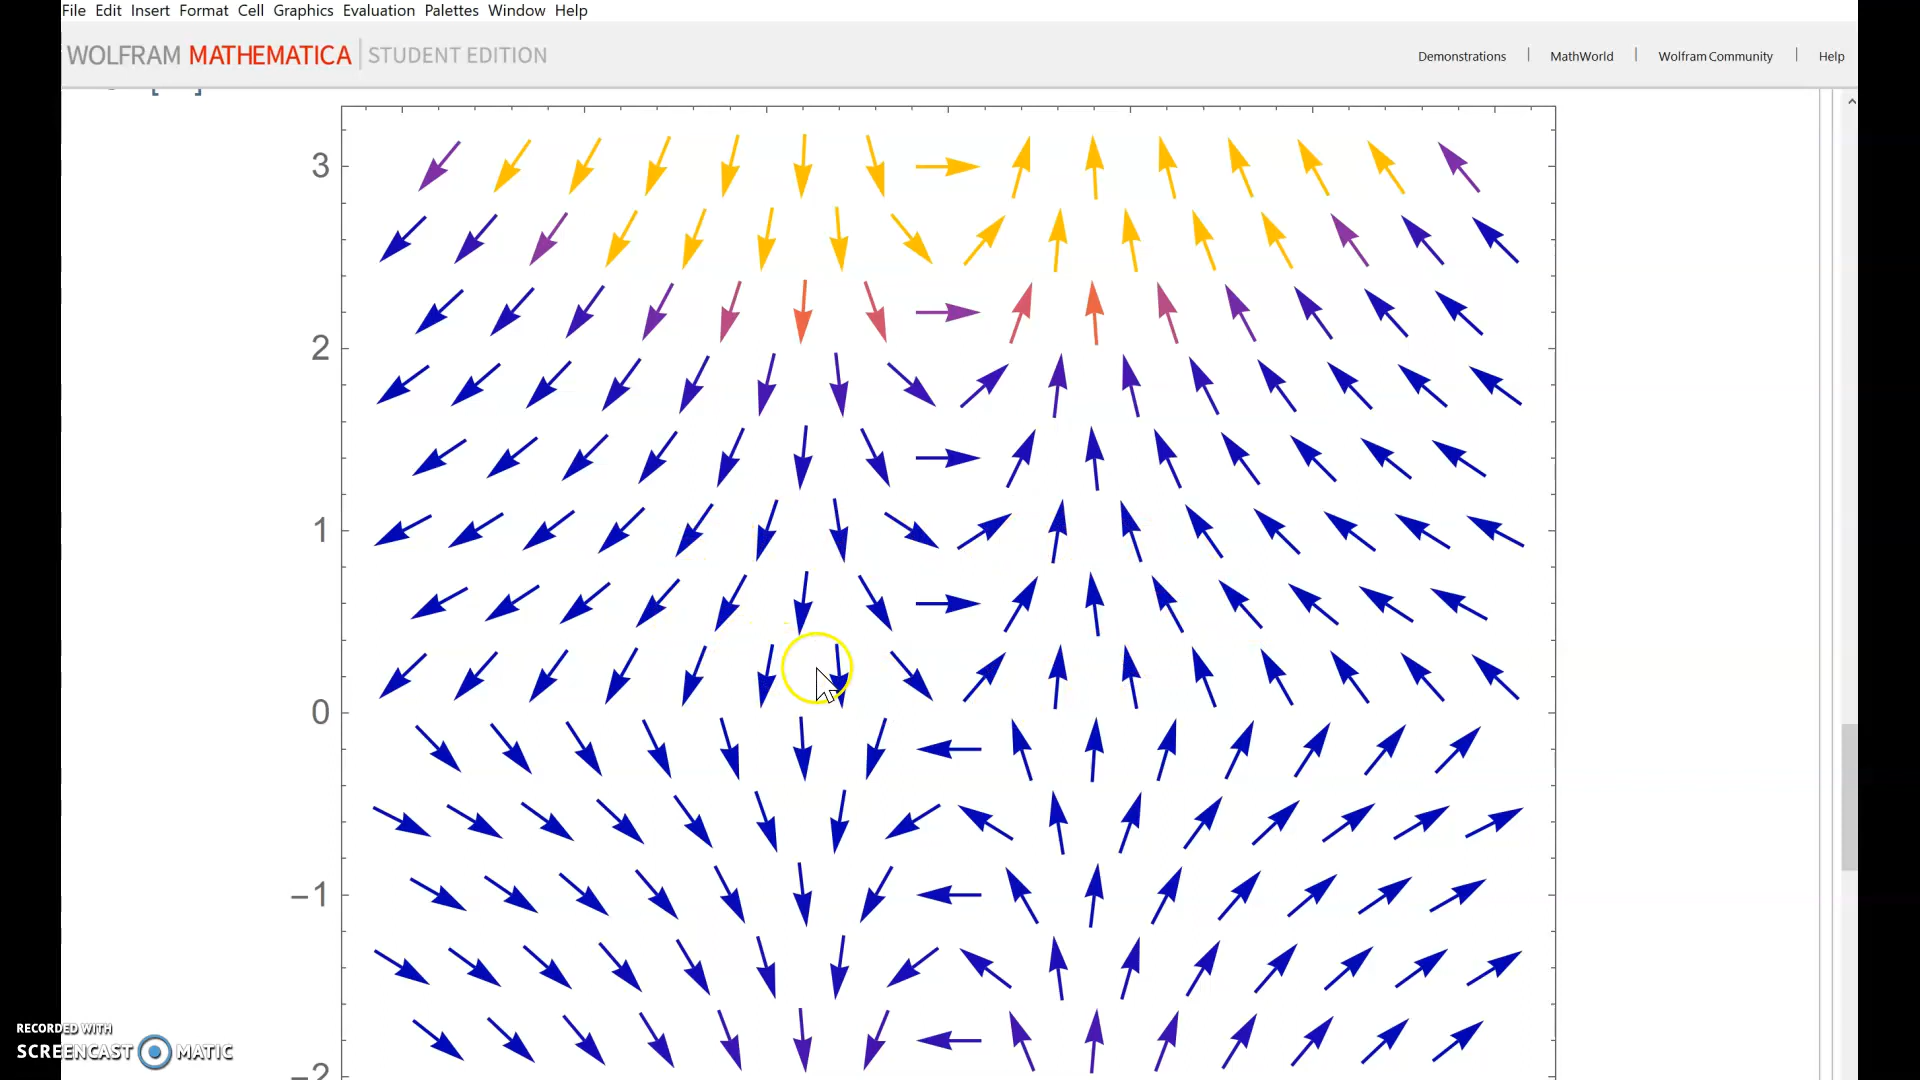 File Edit Insert Format Cell Graphics Evaluation Palettes Window Help
WOLFRAM MATHEMATICA STUDENT EDITION
Demonstrations MathWorld Wolfram Community Help
3
2
1
0
−1
−2
RECORDED WITH
SCREENCAST MATIC